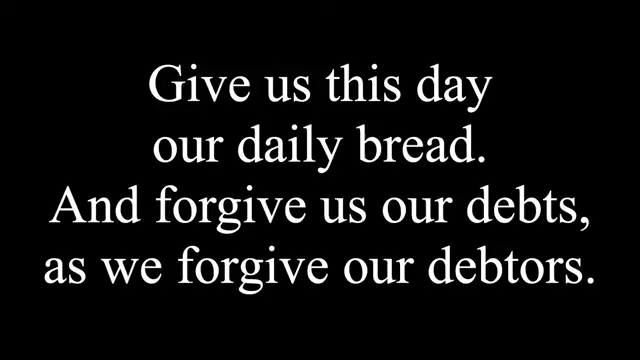 Give us this day
our daily bread.
And forgive us our debts,
as we forgive our debtors.